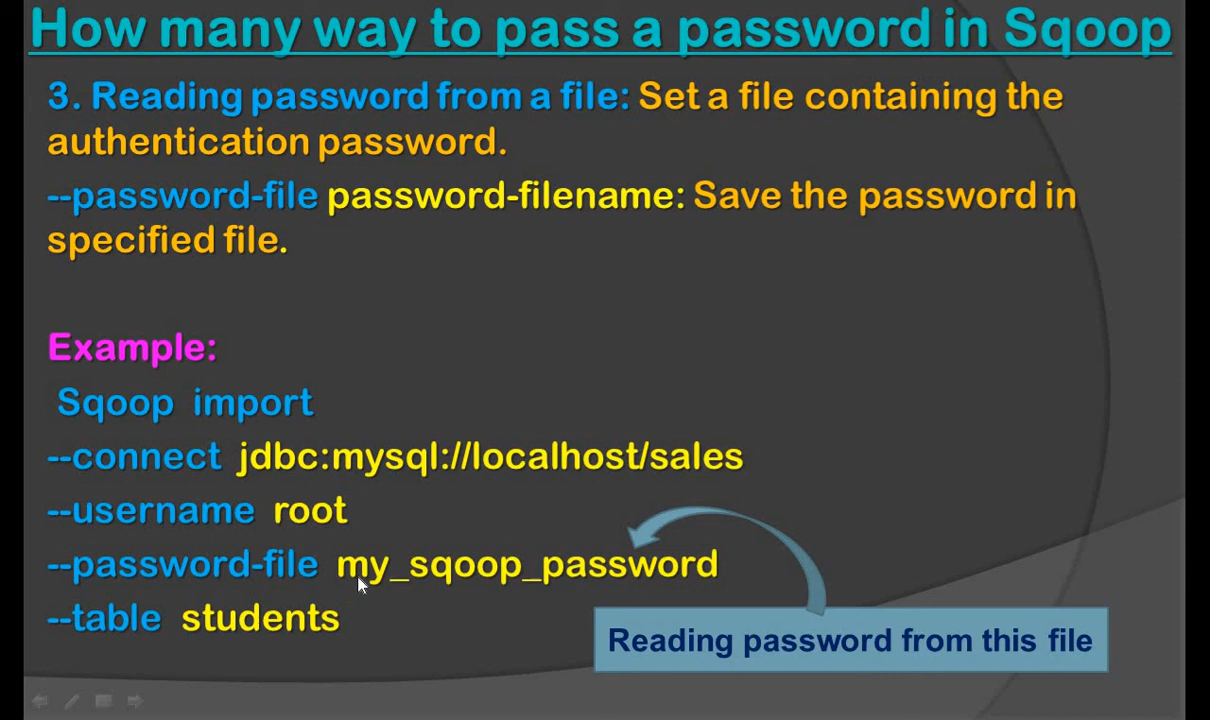 How many way to pass a password in Sqoop
3. Reading password from a file: Set a file containing the
authentication password.
--password-file password-filename: Save the password in
specified file.
Example:
Sqoop import
--connect jdbc:mysql://localhost/sales
--username root
--password-file my_sqoop_password
--table students
Reading password from this file